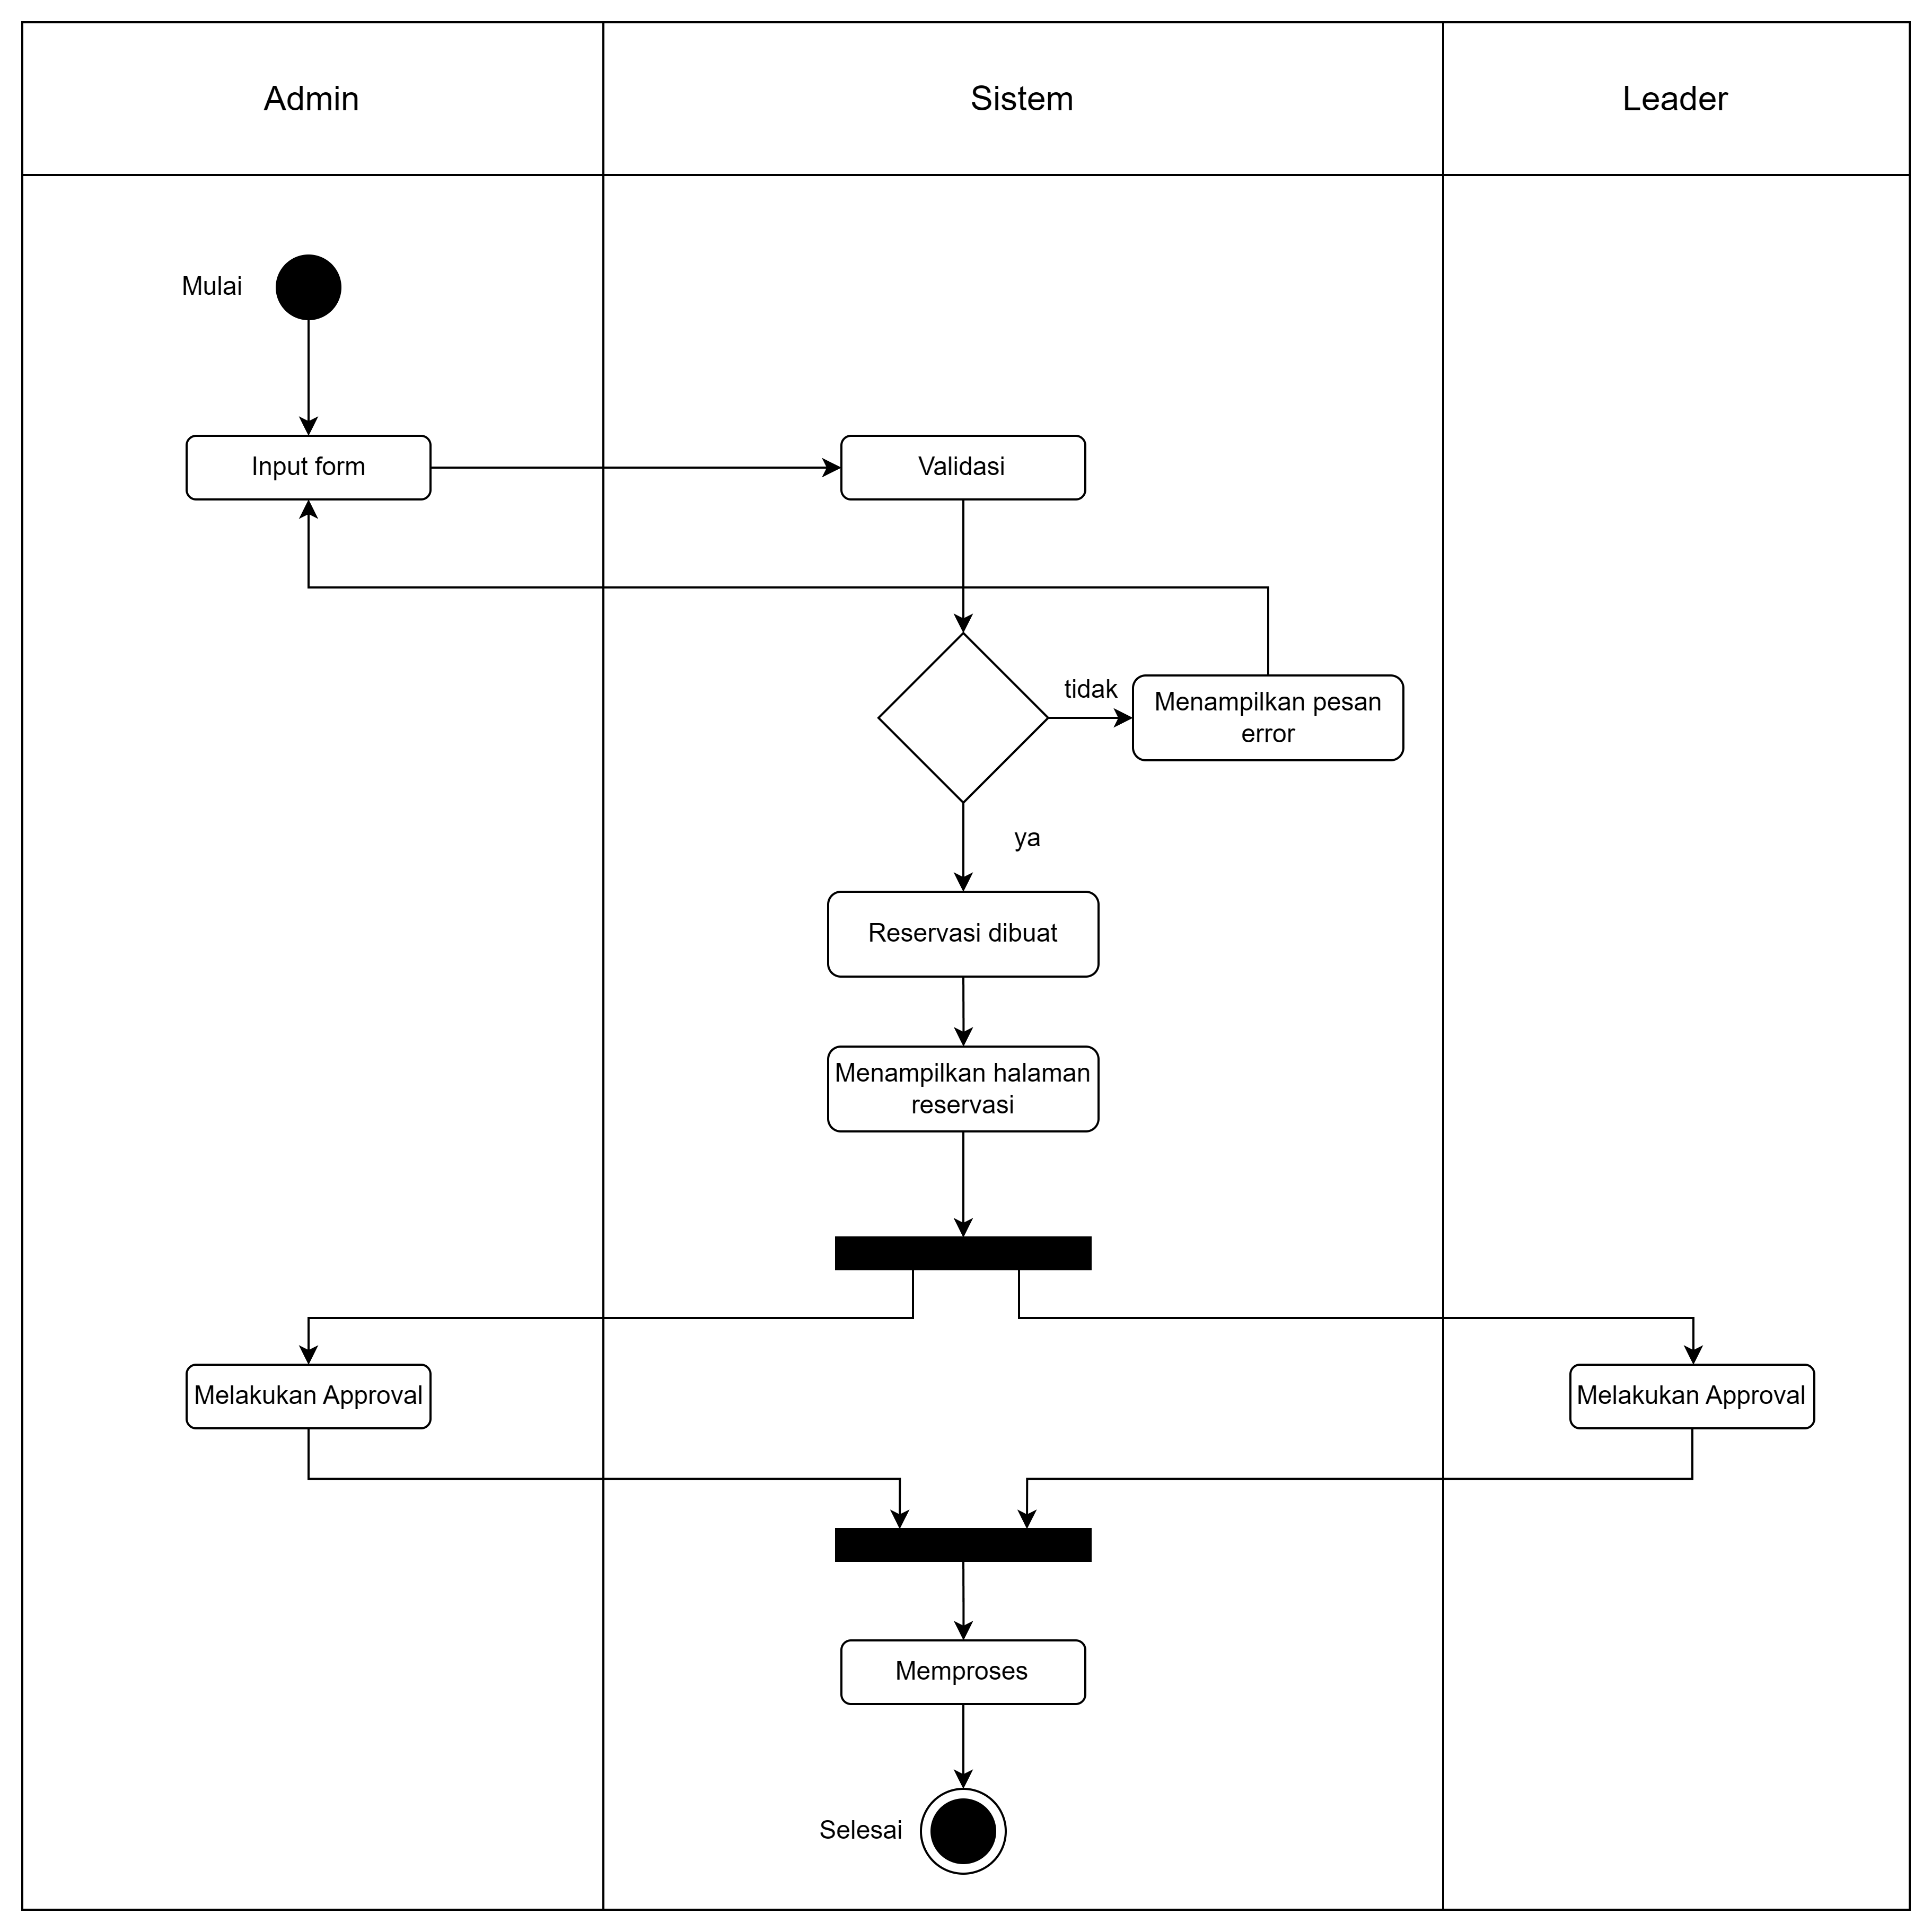 Admin
Sistem
Leader
Mulai
Input form
Validasi
tidak
Menampilkan pesan
error
ya
Reservasi dibuat
Menampilkan halaman
reservasi
Melakukan Approval
Melakukan Approval
Memproses
Selesai